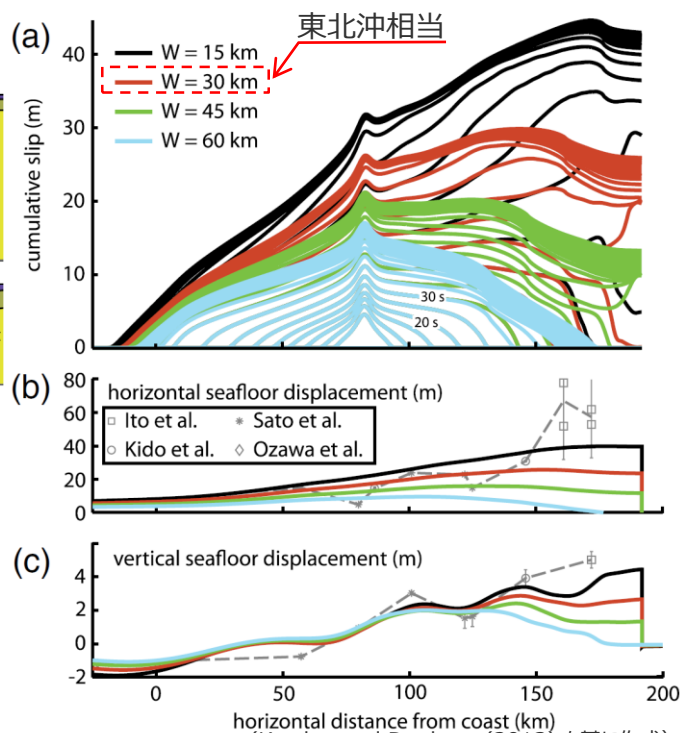 東北沖相当
(a)
W = 15 km
W = 30 km
W = 45 km
W = 60 km
cumulative slip (m)
40
30
20
10
0
30 s
20 s
(b)
horizontal seafloor displacement (m)
Ito et al.
Sato et al.
Kido et al.
Ozawa et al.
80
60
40
20
0
(c)
vertical seafloor displacement (m)
4
2
0
-2
0
50
100
150
200
horizontal distance from coast (km)